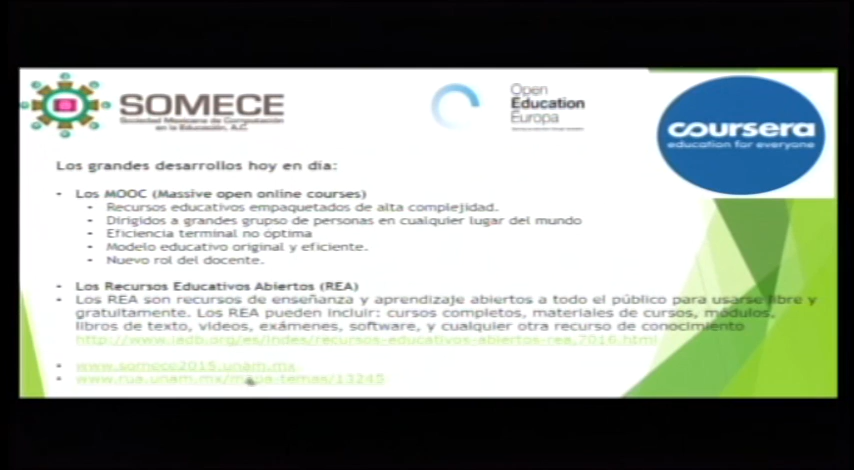 SOMECE
Sociedad Mexicana de Computación
en la Educación, A.C.
Open
Education
Europa
coursera
education for everyone
Los grandes desarrollos hoy en día:
• Los MOOC (Massive open online courses)
- Recursos educativos empaquetados de alta complejidad.
- Dirigidos a grandes grupso de personas en cualquier lugar del mundo
- Eficiencia terminal no óptima
- Modelo educativo original y eficiente.
- Nuevo rol del docente.
• Los Recursos Educativos Abiertos (REA)
• Los REA son recursos de enseñanza y aprendizaje abiertos a todo el público para usarse libre y
gratuitamente. Los REA pueden incluir: cursos completos, materiales de cursos, módulos,
libros de texto, videos, exámenes, software, y cualquier otra recurso de conocimiento
http://www.iadb.org/es/indes/recursos-educativos-abiertos-rea,7016.html
• www.somece2015.unam.mx
• www.rua.unam.mx/mapa-temas/13245